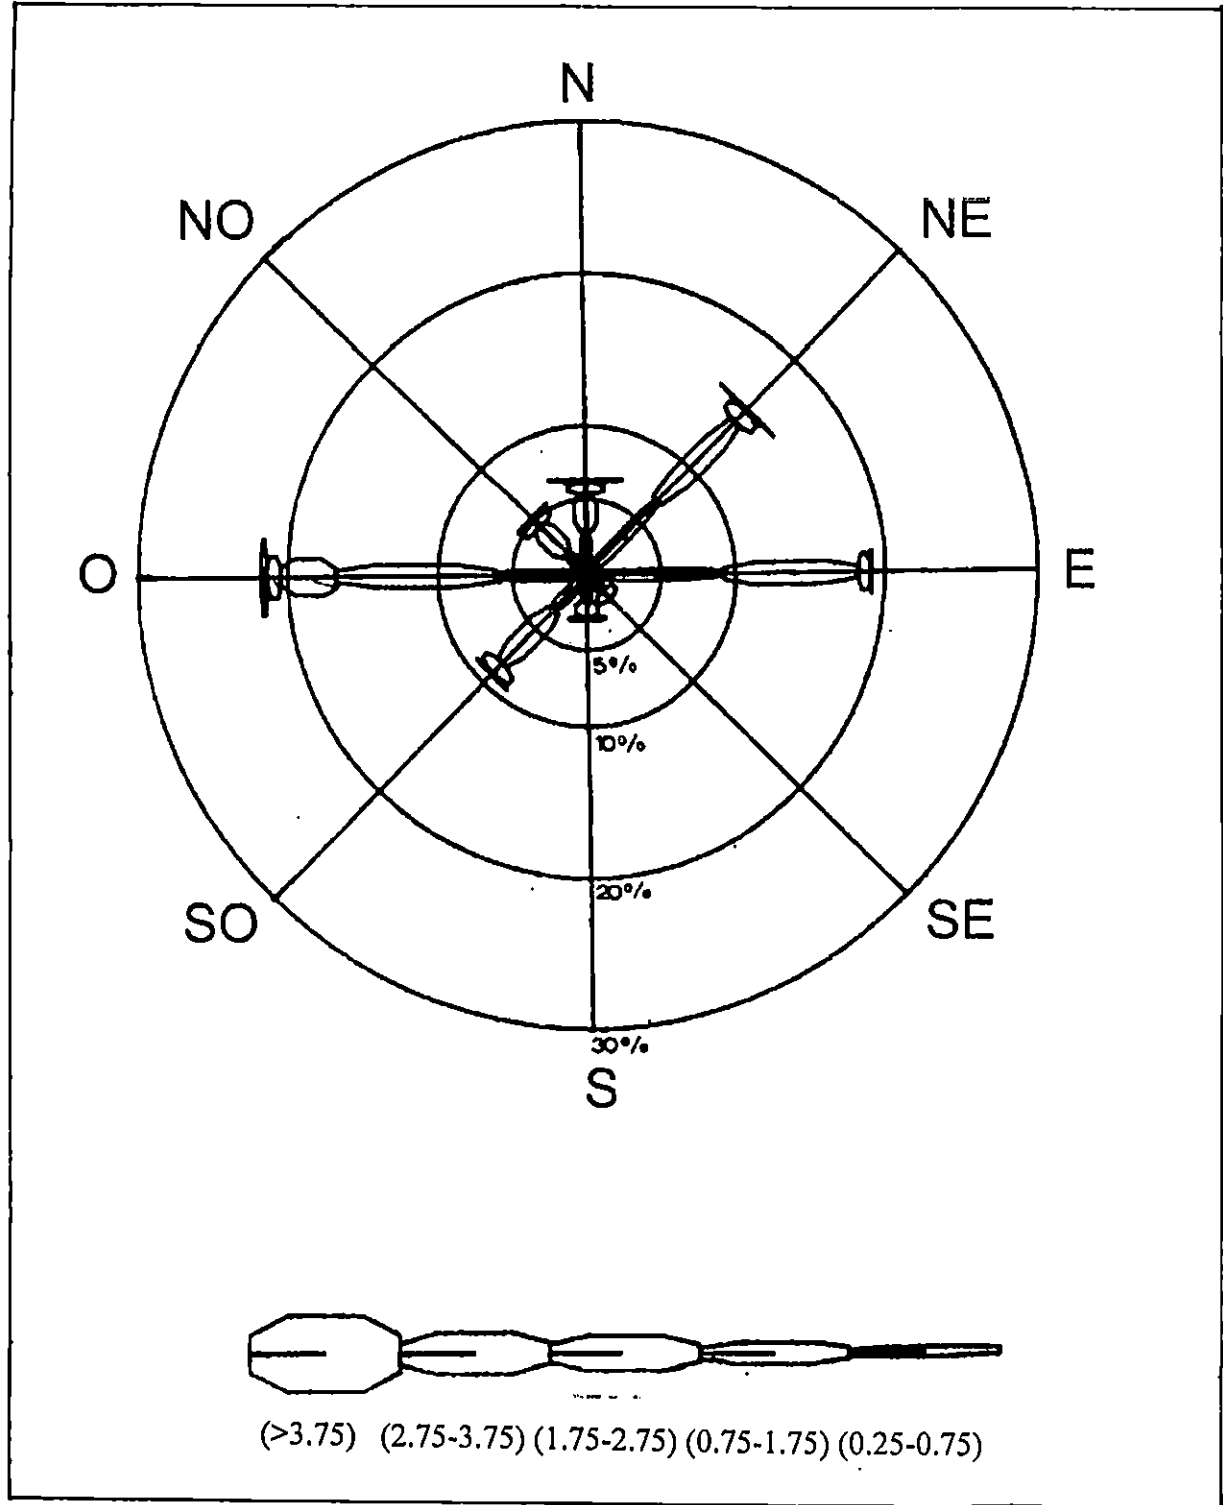 N
NO
NE
O
E
5%
10%
SO
20%
SE
30%
S
(>3.75) (2.75-3.75) (1.75-2.75) (0.75-1.75) (0.25-0.75)